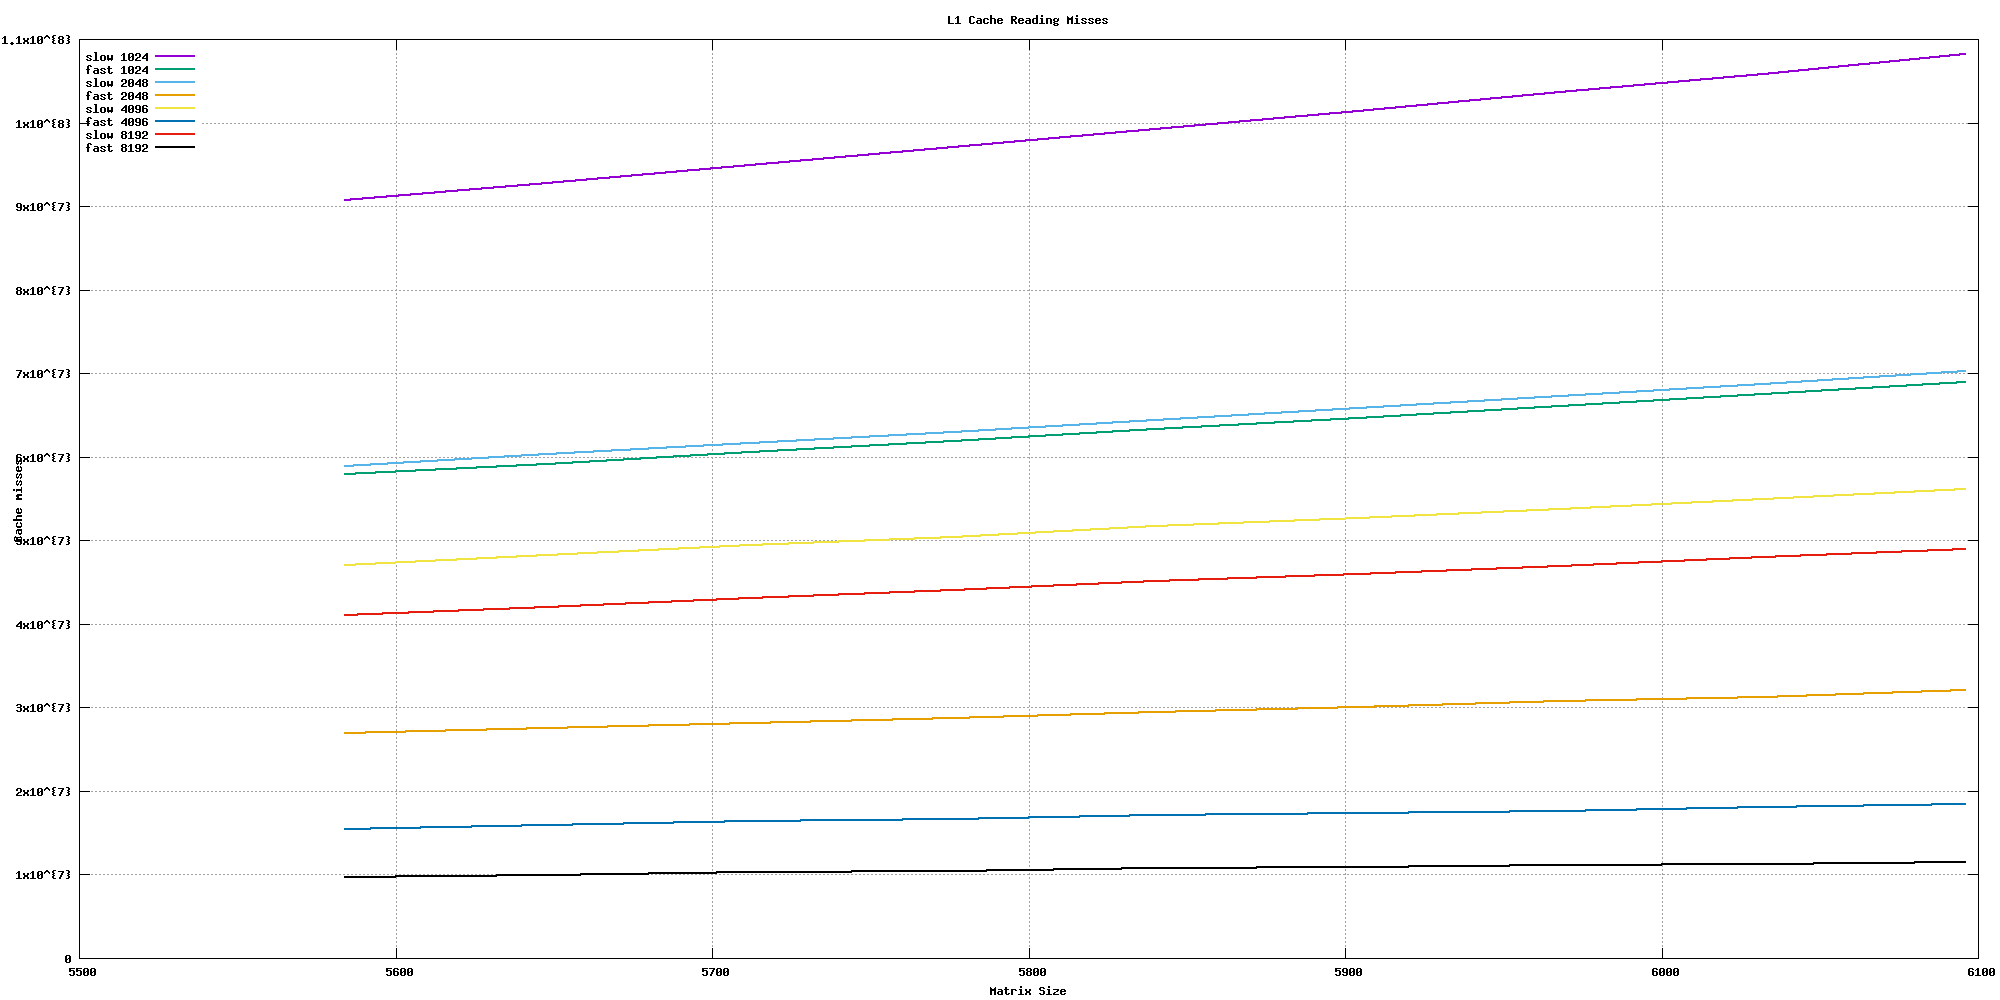 L1 Cache Reading Misses
1.1x10^{8}
1x10^{8}
9x10^{7}
8x10^{7}
7x10^{7}
6x10^{7}
5x10^{7}
4x10^{7}
3x10^{7}
2x10^{7}
1x10^{7}
0
slow 1024
fast 1024
slow 2048
fast 2048
slow 4096
fast 4096
slow 8192
fast 8192
Cache Misses
5500 5600 5700 5800 5900 6000 6100
Matrix Size